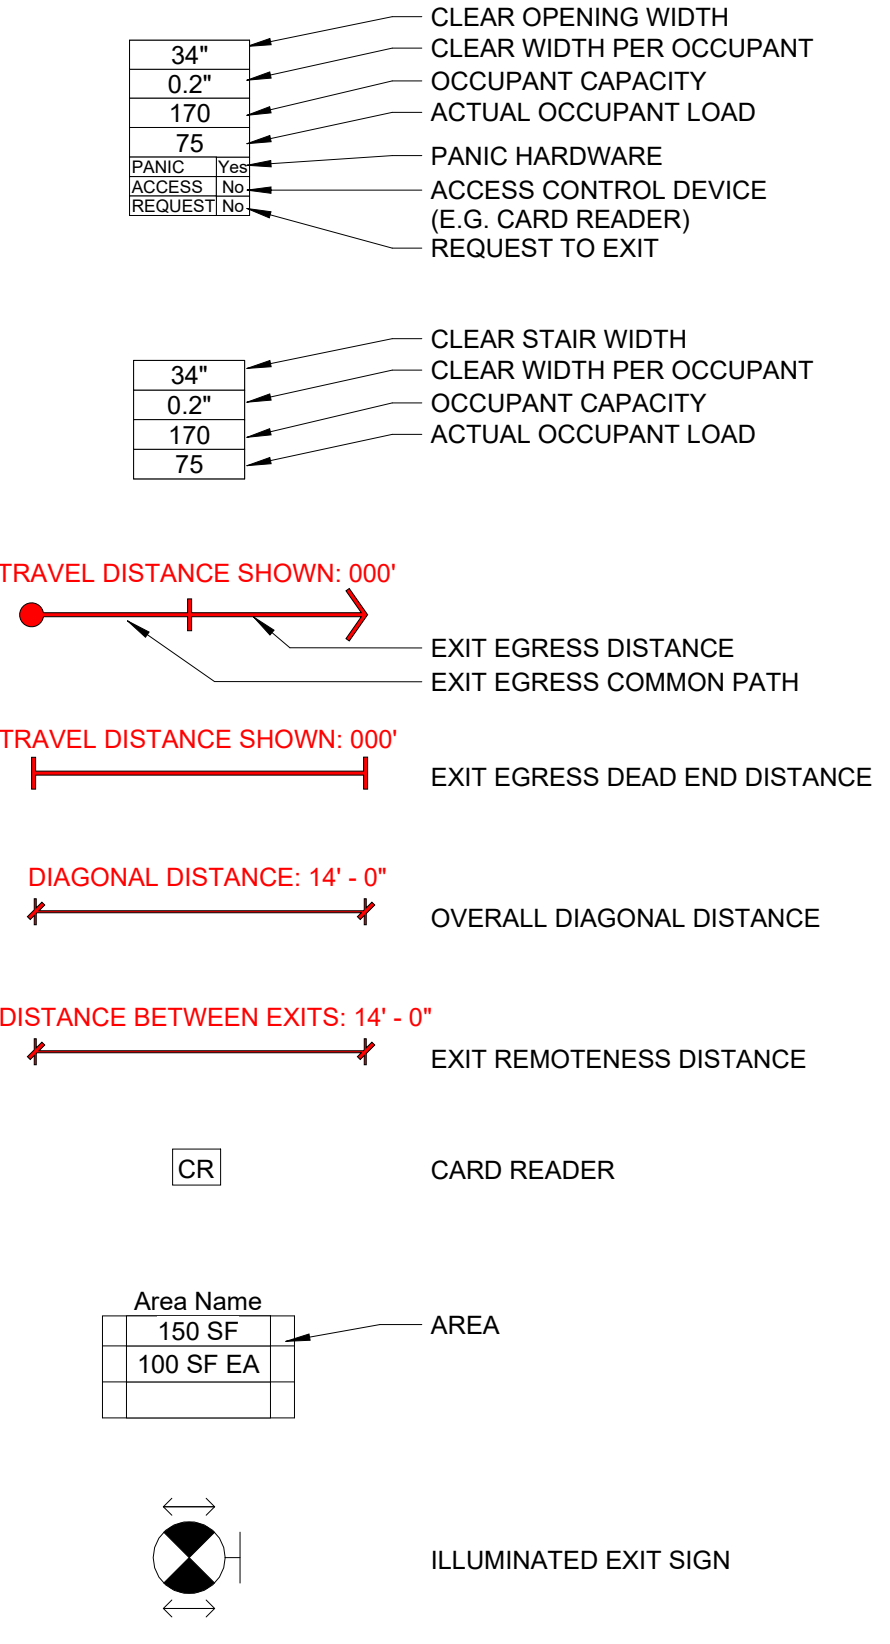 CLEAR OPENING WIDTH
34"
CLEAR WIDTH PER OCCUPANT
0.2"
OCCUPANT CAPACITY
170
ACTUAL OCCUPANT LOAD
75
PANIC Yes
PANIC HARDWARE
ACCESS No
ACCESS CONTROL DEVICE
(E.G. CARD READER)
REQUEST No
REQUEST TO EXIT
CLEAR STAIR WIDTH
34"
CLEAR WIDTH PER OCCUPANT
0.2"
OCCUPANT CAPACITY
170
ACTUAL OCCUPANT LOAD
75
TRAVEL DISTANCE SHOWN: 000'
EXIT EGRESS DISTANCE
EXIT EGRESS COMMON PATH
TRAVEL DISTANCE SHOWN: 000'
EXIT EGRESS DEAD END DISTANCE
DIAGONAL DISTANCE: 14' - 0"
OVERALL DIAGONAL DISTANCE
DISTANCE BETWEEN EXITS: 14' - 0"
EXIT REMOTENESS DISTANCE
CR
CARD READER
Area Name
150 SF
AREA
100 SF EA
ILLUMINATED EXIT SIGN